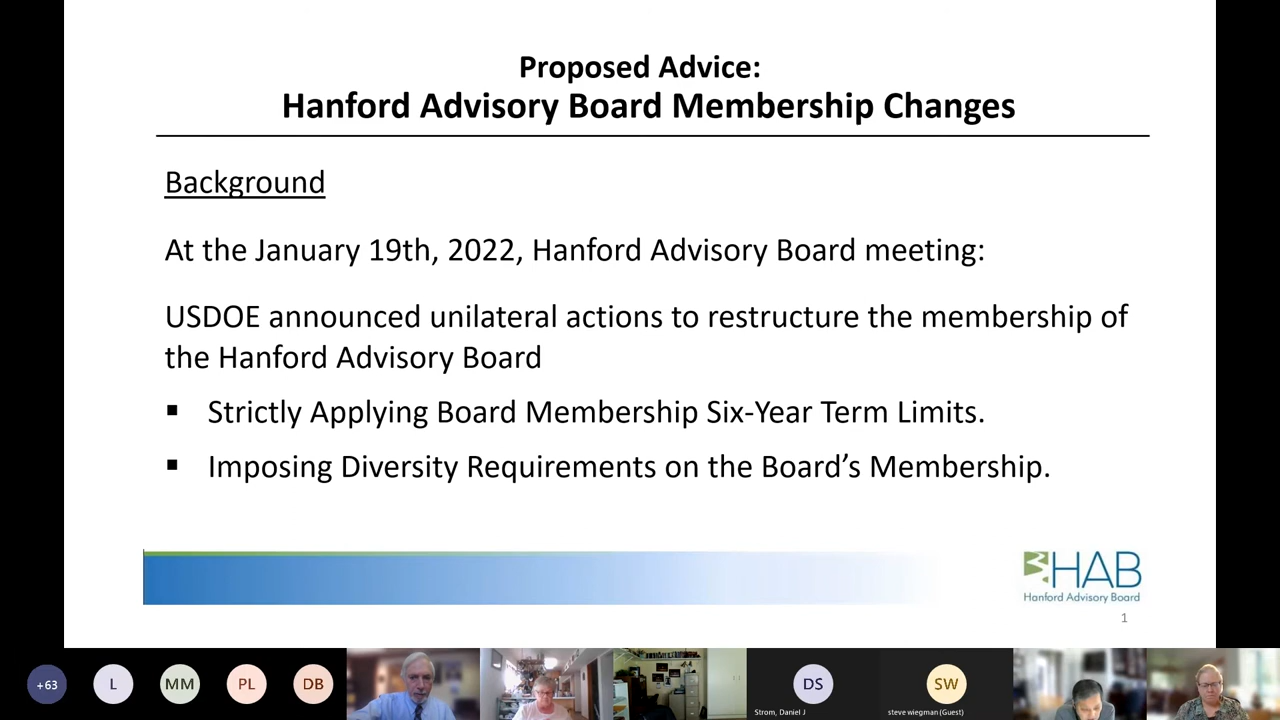 Proposed Advice:
Hanford Advisory Board Membership Changes
Background
At the January 19th, 2022, Hanford Advisory Board meeting:
USDOE announced unilateral actions to restructure the membership of
the Hanford Advisory Board
▪ Strictly Applying Board Membership Six-Year Term Limits.
▪ Imposing Diversity Requirements on the Board’s Membership.
HAB
Hanford Advisory Board
1
+63
L
MM
PL
DB
DS
Strom, Daniel J
SW
steve wiegman (Guest)